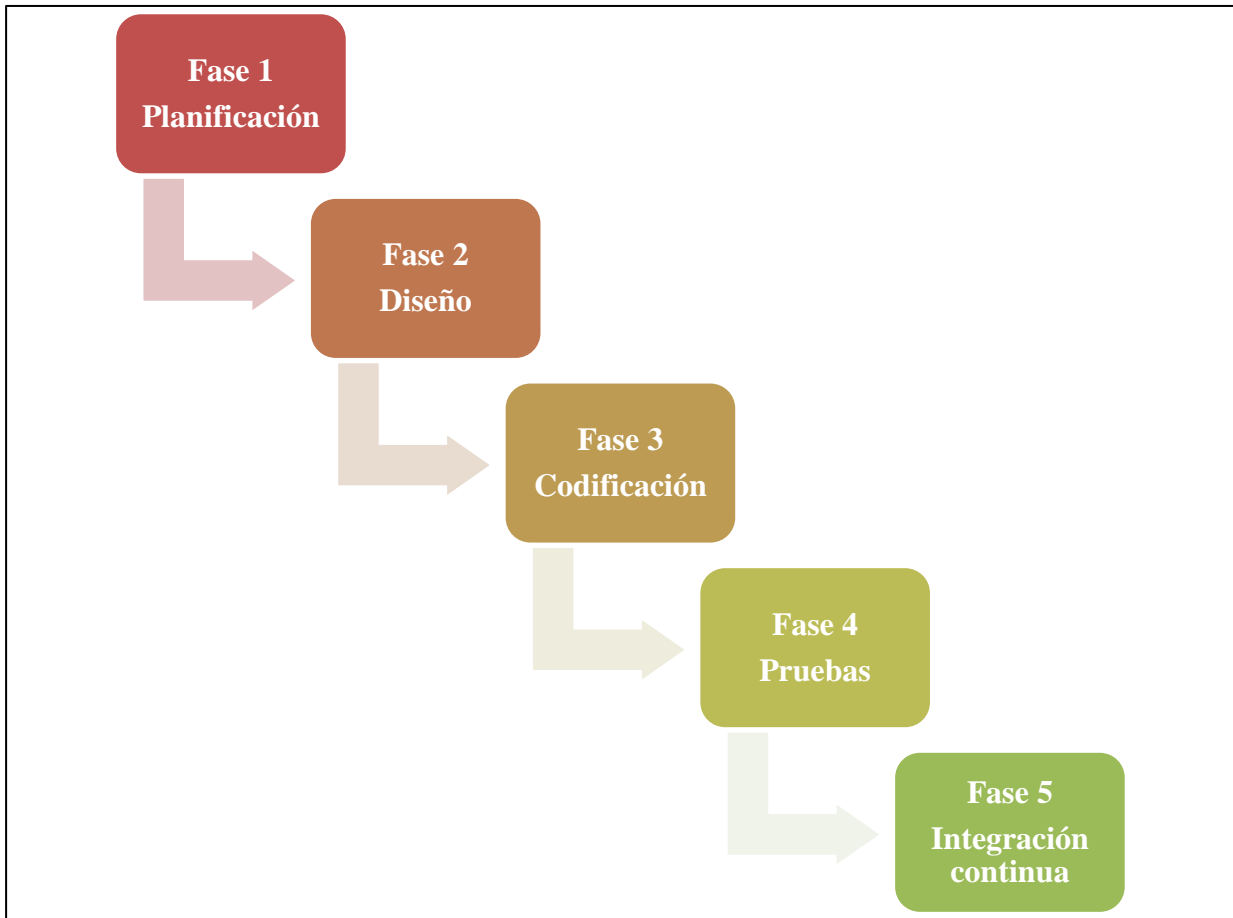 Fase 1
Planificación
Fase 2
Diseño
Fase 3
Codificación
Fase 4
Pruebas
Fase 5
Integración
continua